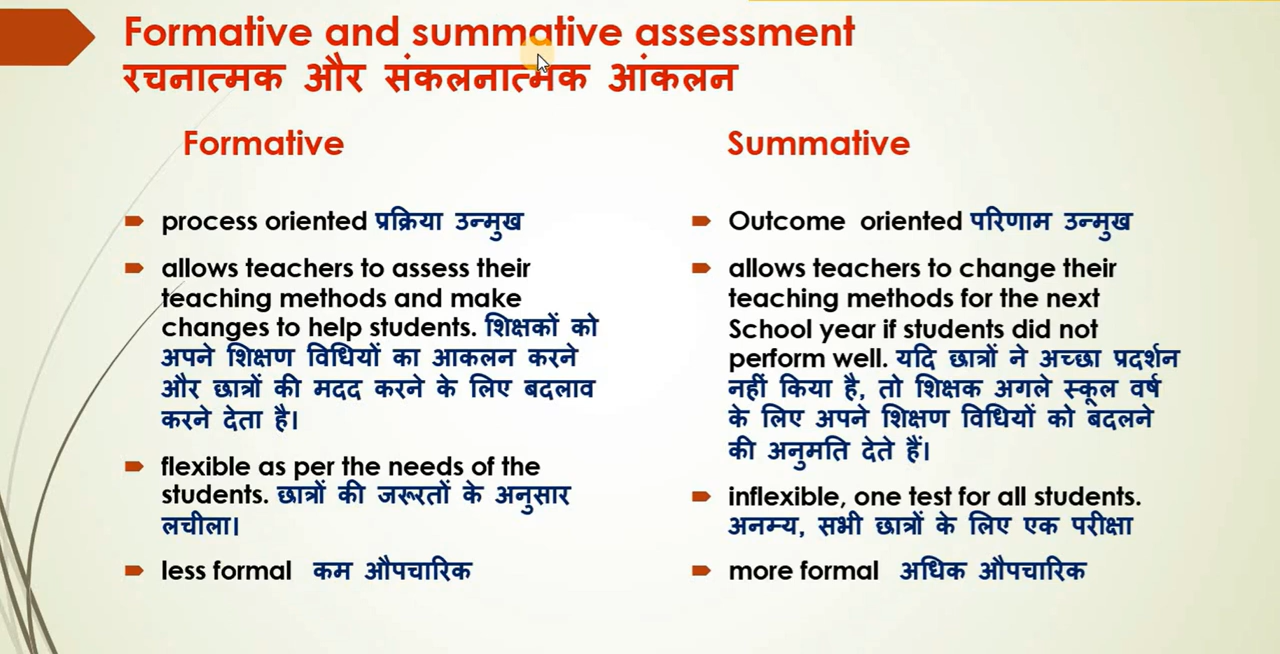 Formative and summative assessment
रचनात्मक और संकलनात्मक आंकलन
Formative
process oriented प्रक्रिया उन्मुख
allows teachers to assess their
teaching methods and make
changes to help students. शिक्षकों को
अपने शिक्षण विधियों का आकलन करने
और छात्रों की मदद करने के लिए बदलाव
करने देता है।
flexible as per the needs of the
students. छात्रों की जरूरतों के अनुसार
लचीला।
less formal कम औपचारिक
Summative
Outcome oriented परिणाम उन्मुख
allows teachers to change their
teaching methods for the next
School year if students did not
perform well. यदि छात्रों ने अच्छा प्रदर्शन
नहीं किया है, तो शिक्षक अगले स्कूल वर्ष
के लिए अपने शिक्षण विधियों को बदलने
की अनुमति देते हैं।
inflexible, one test for all students.
अनम्य, सभी छात्रों के लिए एक परीक्षा
more formal अधिक औपचारिक